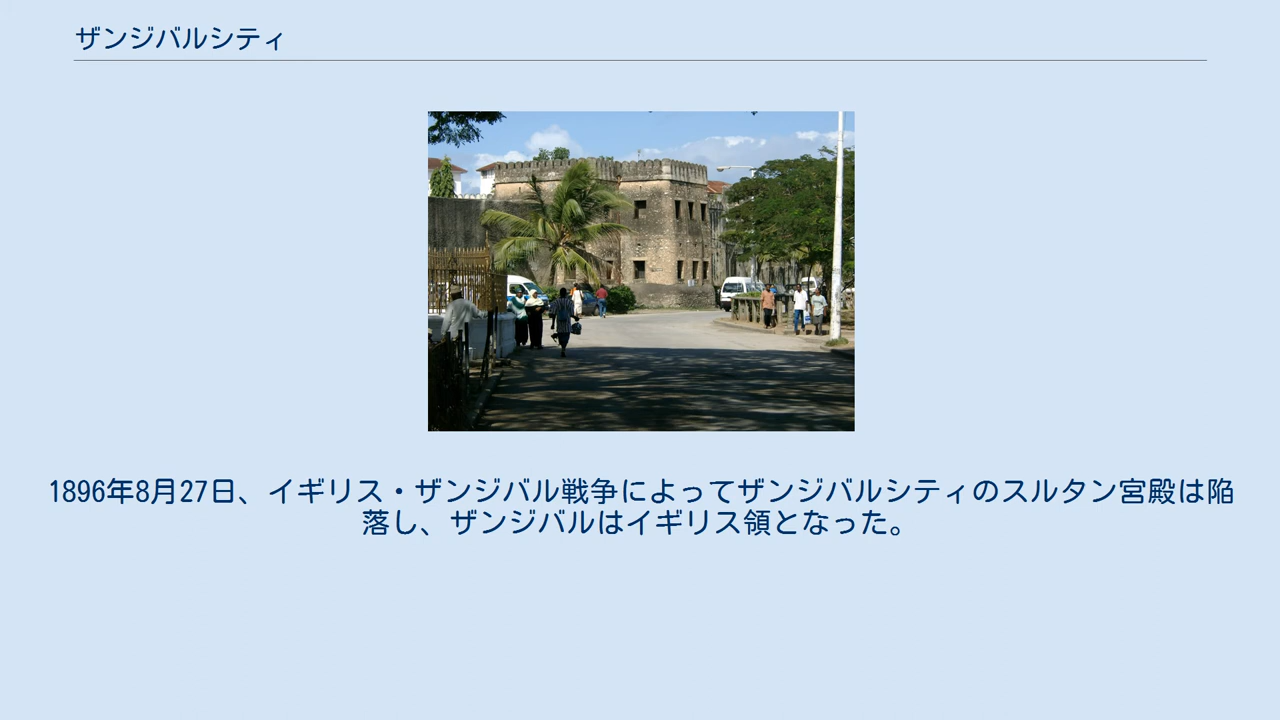 ザンジバルシティ
1896年8月27日、イギリス・ザンジバル戦争によってザンジバルシティのスルタン宮殿は陥
落し、ザンジバルはイギリス領となった。